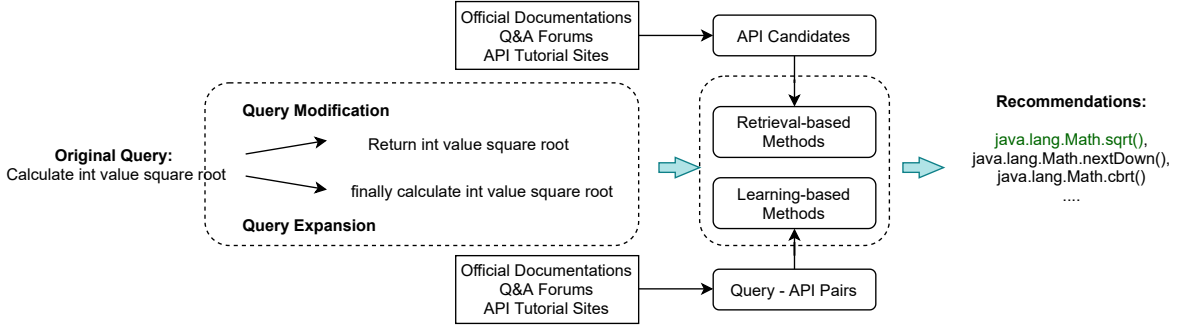 Official Documentations
Q&A Forums
API Tutorial Sites
API Candidates
Query Modification
Return int value square root
Original Query:
Calculate int value square root
finally calculate int value square root
Query Expansion
Retrieval-based
Methods
Learning-based
Methods
Recommendations:
java.lang.Math.sqrt(),
java.lang.Math.nextDown(),
java.lang.Math.cbrt()
....
Official Documentations
Q&A Forums
API Tutorial Sites
Query - API Pairs